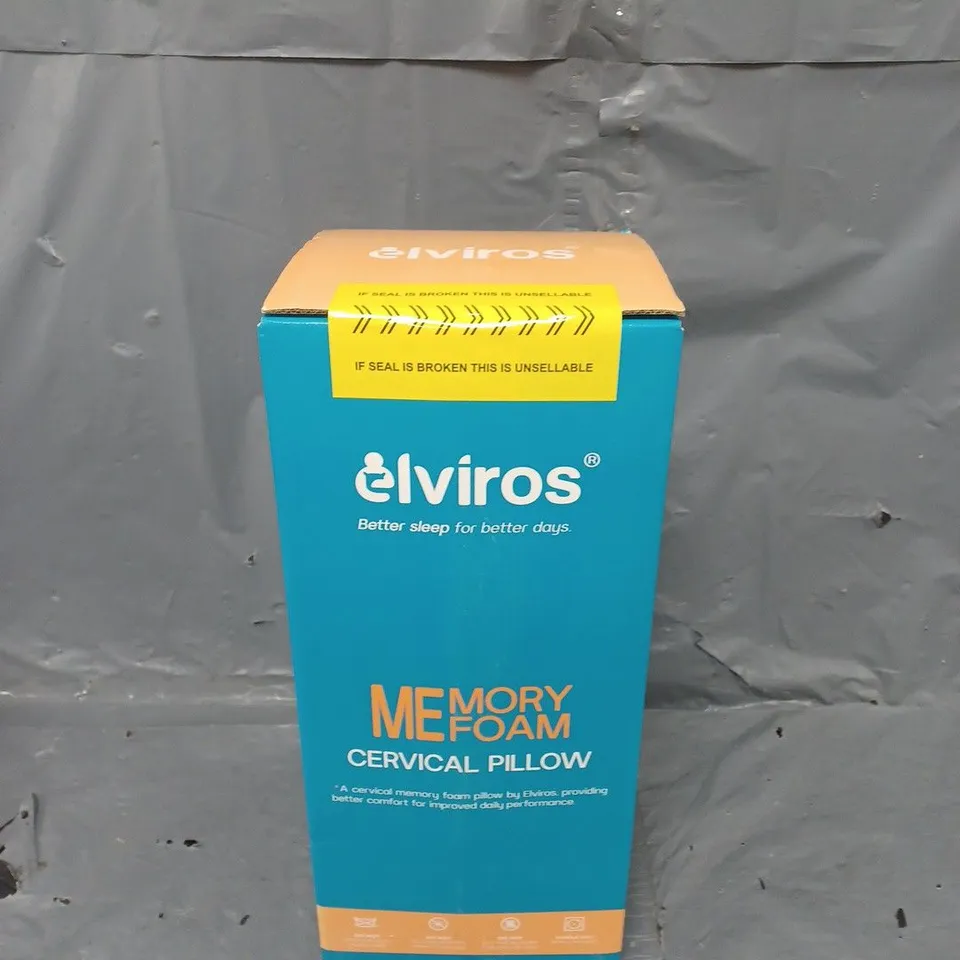 elviros®
IF SEAL IS BROKEN THIS IS UNSELLABLE
IF SEAL IS BROKEN THIS IS UNSELLABLE
elviros®
Better sleep for better days.
MEMORY
FOAM
CERVICAL PILLOW
*A cervical memory foam pillow by Elviros, providing
better comfort for improved daily performance